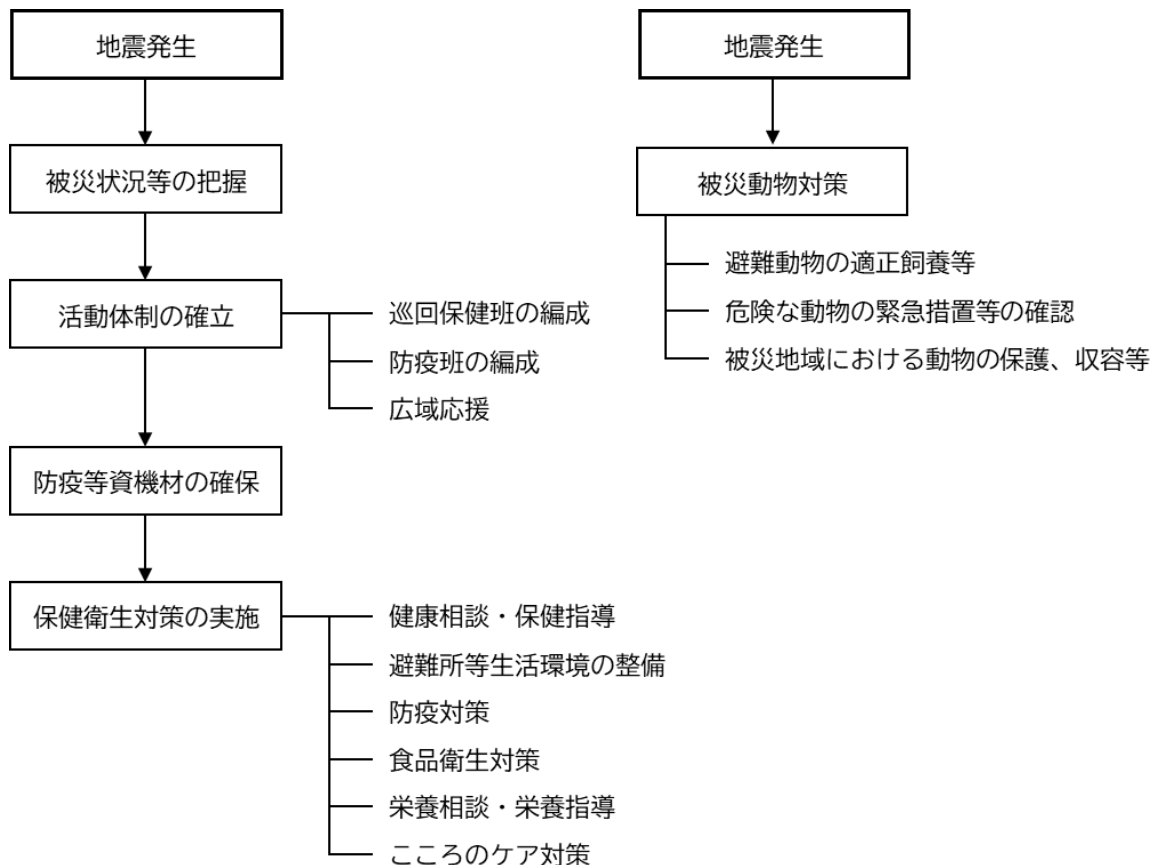 地震発生
被災状況等の把握
活動体制の確立
巡回保健班の編成
防疫班の編成
広域応援
防疫等資機材の確保
保健衛生対策の実施
健康相談・保健指導
避難所等生活環境の整備
防疫対策
食品衛生対策
栄養相談・栄養指導
こころのケア対策
地震発生
被災動物対策
避難動物の適正飼養等
危険な動物の緊急措置等の確認
被災地域における動物の保護、収容等